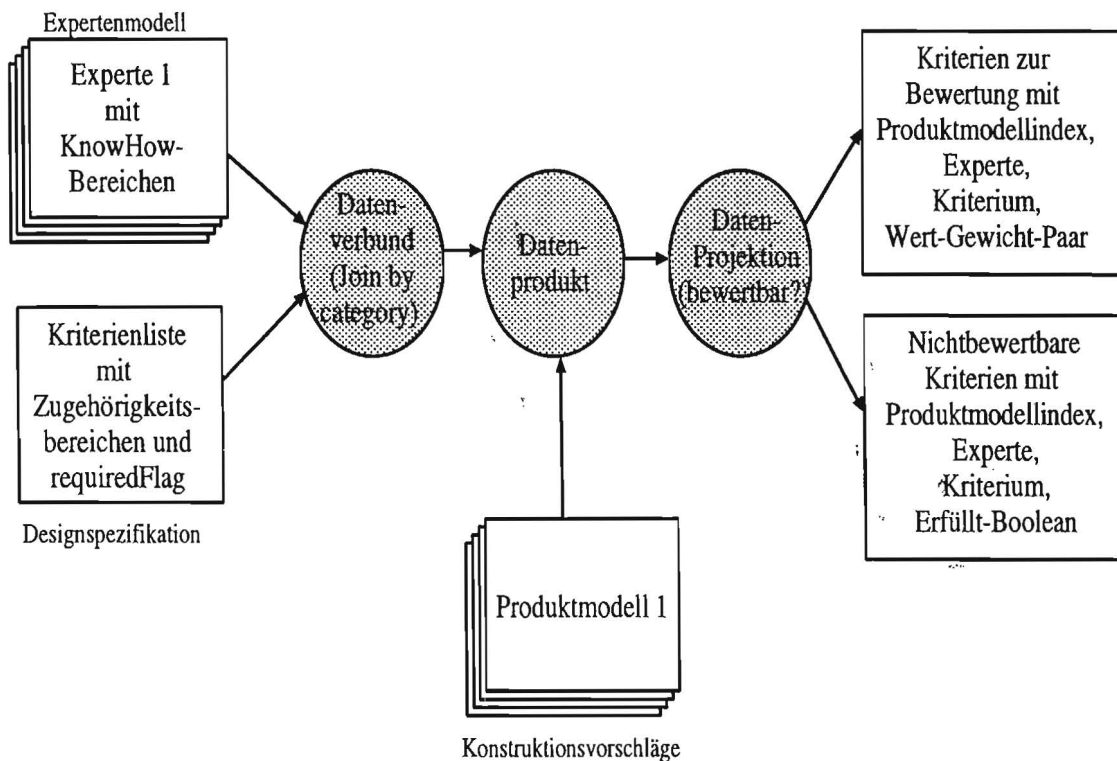 Expertenmodell
Experte 1
mit
KnowHow-
Bereichen
Kriterienliste
mit
Zugehörigkeits-
bereichen und
requiredFlag
Designspezifikation
Daten-
verbund
(Join by
category)
Daten-
produkt
Daten-
Projektion
(bewertbar?)
Produktmodell 1
Konstruktionsvorschläge
Kriterien zur
Bewertung mit
Produktmodellindex,
Experte,
Kriterium,
Wert-Gewicht-Paar
Nichtbewertbare
Kriterien mit
Produktmodellindex,
Experte,
Kriterium,
Erfüllt-Boolean